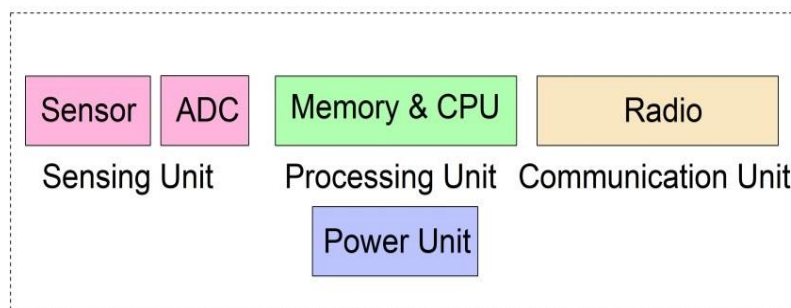 Sensor ADC Memory & CPU Radio
Sensing Unit Processing Unit Communication Unit
Power Unit